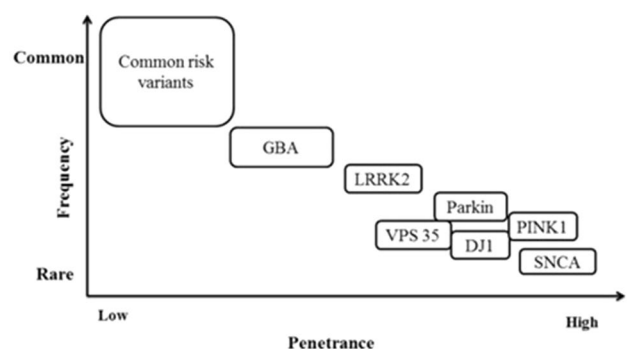 Common
Common risk
variants
GBA
LRRK2
Frequency
Parkin
VPS 35
PINK1
DJ1
SNCA
Rare
Low
High
Penetrance